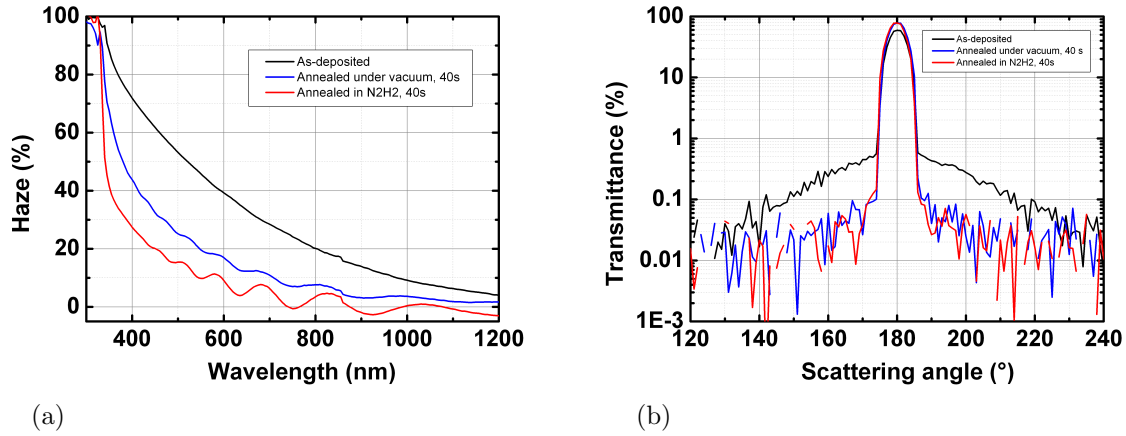 100
80
60
40
20
0
Haze (%)
As-deposited
Annealed under vacuum, 40s
Annealed in N2H2, 40s
400
600
800
1000
1200
Wavelength (nm)
(a)
100
10
1
0.1
0.01
1E-3
Transmittance (%)
As-deposited
Annealed under vacuum, 40 s
Annealed in N2H2, 40s
120
140
160
180
200
220
240
Scattering angle (°)
(b)